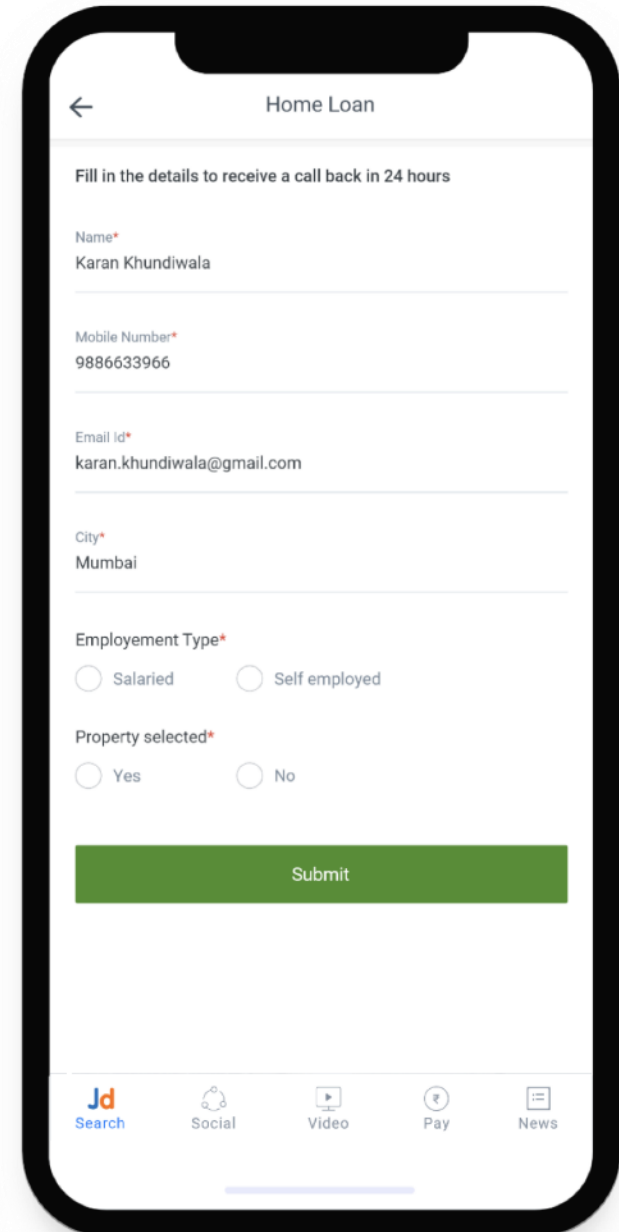 Home Loan
Fill in the details to receive a call back in 24 hours
Name*
Karan Khundiwala
Mobile Number*
9886633966
Email Id*
karan.khundiwala@gmail.com
City*
Mumbai
Employement Type*
Salaried Self employed
Property selected*
Yes No
Submit
Jd
Search Social Video Pay News